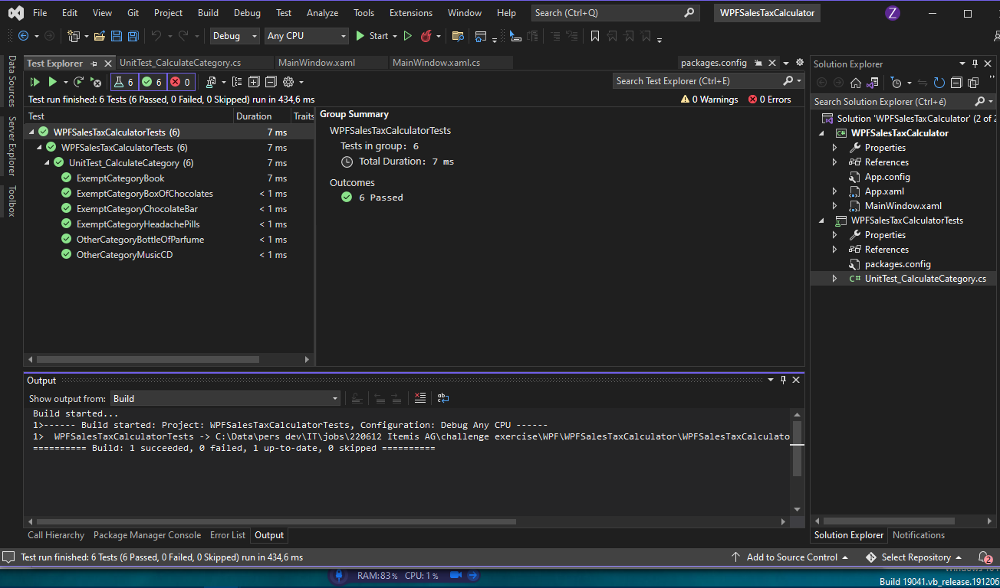 File Edit View Git Project Build Debug Test Analyze Tools Extensions Window Help Search (Ctrl+Q) WPFSalesTaxCalculator Z
Debug Any CPU Start
Data Sources
Server Explorer
Toolbox
Test Explorer UnitTest_CalculateCategory.cs MainWindow.xaml MainWindow.xaml.cs packages.config
6 6 0 Search Test Explorer (Ctrl+E)
Test run finished: 6 Tests (6 Passed, 0 Failed, 0 Skipped) run in 434,6 ms 0 Warnings 0 Errors
Test Duration Traits
WPFSalesTaxCalculatorTests (6) 7 ms
WPFSalesTaxCalculatorTests (6) 7 ms
UnitTest_CalculateCategory (6) 7 ms
ExemptCategoryBook 7 ms
ExemptCategoryBoxOfChocolates < 1 ms
ExemptCategoryChocolateBar < 1 ms
ExemptCategoryHeadachePills < 1 ms
OtherCategoryBottleOfParfume < 1 ms
OtherCategoryMusicCD < 1 ms
Group Summary
WPFSalesTaxCalculatorTests
Tests in group: 6
Total Duration: 7 ms
Outcomes
6 Passed
Solution Explorer
Search Solution Explorer (Ctrl+é)
Solution 'WPFSalesTaxCalculator' (2 of 2
WPFSalesTaxCalculator
Properties
References
App.config
App.xaml
MainWindow.xaml
WPFSalesTaxCalculatorTests
Properties
References
packages.config
C# UnitTest_CalculateCategory.cs
Output
Show output from: Build
Build started...
1>------ Build started: Project: WPFSalesTaxCalculatorTests, Configuration: Debug Any CPU ------
1> WPFSalesTaxCalculatorTests -> C:\Data\pers dev\IT\jobs\220612 Itemis AG\challenge exercise\WPF\WPFSalesTaxCalculator\WPFSalesTaxCalculato
========== Build: 1 succeeded, 0 failed, 1 up-to-date, 0 skipped ==========
Call Hierarchy Package Manager Console Error List Output
Solution Explorer Notifications
Test run finished: 6 Tests (6 Passed, 0 Failed, 0 Skipped) run in 434,6 ms Add to Source Control Select Repository 2
RAM:83% CPU:1%
Build 19041.vb_release.191206